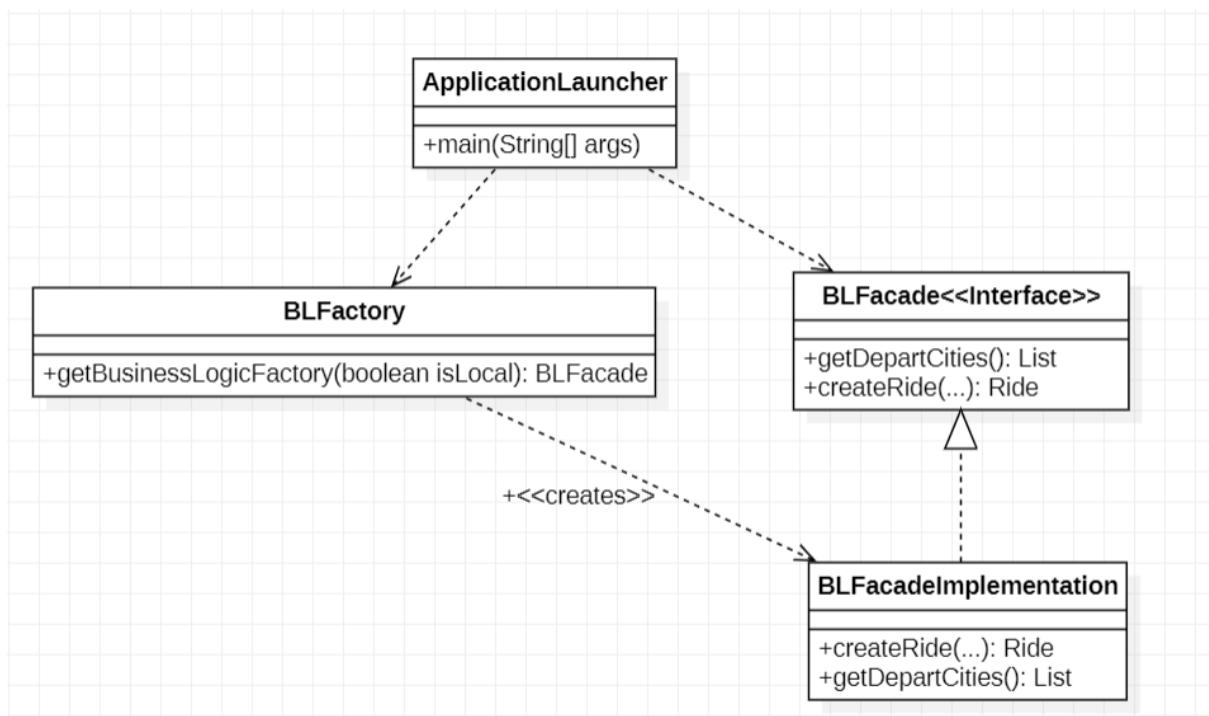 ApplicationLauncher
+main(String[] args)
BLFactory
+getBusinessLogicFactory(boolean isLocal): BLFacade
BLFacade<<Interface>>
+getDepartCities(): List
+createRide(...): Ride
+<<creates>>
BLFacadeImplementation
+createRide(...): Ride
+getDepartCities(): List